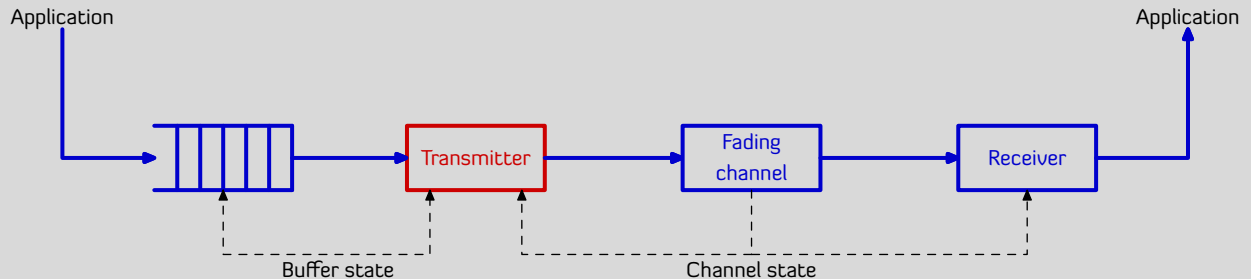 Application
Application
Transmitter
Fading
channel
Receiver
Buffer state
Channel state